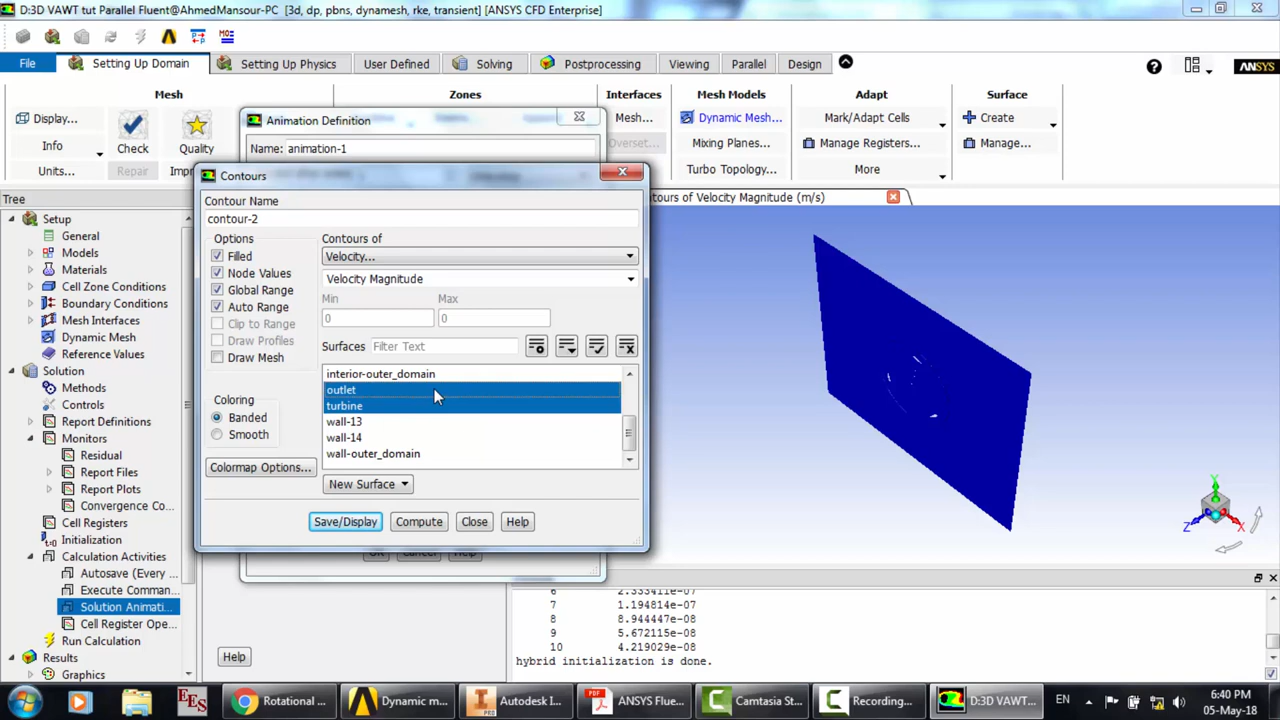 D:3D VAWT tut Parallel Fluent@AhmedMansour-PC [3d, dp, pbns, dynamesh, rke, transient] [ANSYS CFD Enterprise]
File Setting Up Domain Setting Up Physics User Defined Solving Postprocessing Viewing Parallel Design ANSYS
Mesh Zones Interfaces Mesh Models Adapt Surface
Display... Mesh... Dynamic Mesh... Mark/Adapt Cells Create
Info Check Quality Overset... Mixing Planes... Manage Registers... Manage...
Units... Repair Turbo Topology... More
Animation Definition
Name: animation-1
Tree
Setup
General
Models
Materials
Cell Zone Conditions
Boundary Conditions
Mesh Interfaces
Dynamic Mesh
Reference Values
Solution
Methods
Controls
Report Definitions
Monitors
Residual
Report Files
Report Plots
Convergence Co...
Cell Registers
Initialization
Calculation Activities
Autosave (Every ...
Execute Comman...
Solution Animati...
Cell Register Ope...
Run Calculation
Results
Graphics
Contours
Contour Name
contour-2
Options
Filled
Node Values
Global Range
Auto Range
Clip to Range
Draw Profiles
Draw Mesh
Coloring
Banded
Smooth
Colormap Options...
Contours of
Velocity...
Velocity Magnitude
Min Max
0 0
Surfaces Filter Text
interior-outer_domain
outlet
turbine
wall-13
wall-14
wall-outer_domain
New Surface
Save/Display Compute Close Help
Help
tours of Velocity Magnitude (m/s)
Y
Z X
6 2.333411e-07
7 1.194814e-07
8 8.944447e-08
9 5.672115e-08
10 4.219029e-08
hybrid initialization is done.
EES Rotational ... Dynamic m... Autodesk I... ANSYS Flue... Camtasia St... Recording... D:3D VAWT... EN 6:40 PM
05-May-18